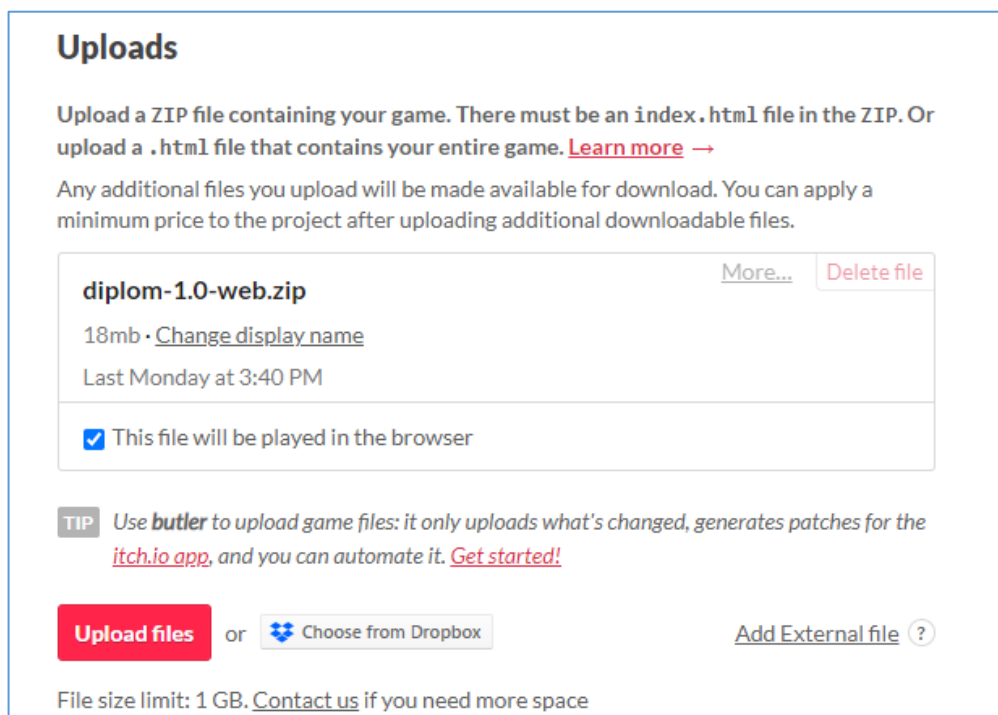 Uploads
Upload a ZIP file containing your game. There must be an index.html file in the ZIP. Or
upload a .html file that contains your entire game. Learn more →
Any additional files you upload will be made available for download. You can apply a
minimum price to the project after uploading additional downloadable files.
More... Delete file
diplom-1.0-web.zip
18mb · Change display name
Last Monday at 3:40 PM
This file will be played in the browser
TIP Use butler to upload game files: it only uploads what's changed, generates patches for the
itch.io app, and you can automate it. Get started!
Upload files or Choose from Dropbox Add External file ?
File size limit: 1 GB. Contact us if you need more space